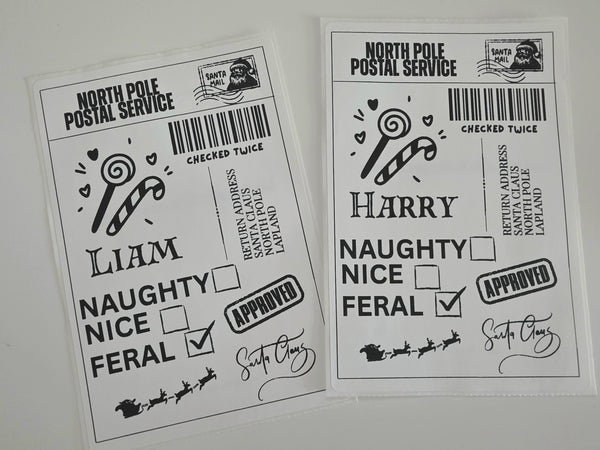 NORTH POLE
POSTAL SERVICE
SANTA
MAIL
CHECKED TWICE
LIAM
RETURN ADDRESS
SANTA CLAUS
NORTH POLE
LAPLAND
NAUGHTY
NICE
FERAL
APPROVED
Santa Claus
NORTH POLE
POSTAL SERVICE
SANTA
MAIL
CHECKED TWICE
HARRY
RETURN ADDRESS
SANTA CLAUS
NORTH POLE
LAPLAND
NAUGHTY
NICE
FERAL
APPROVED
Santa Claus